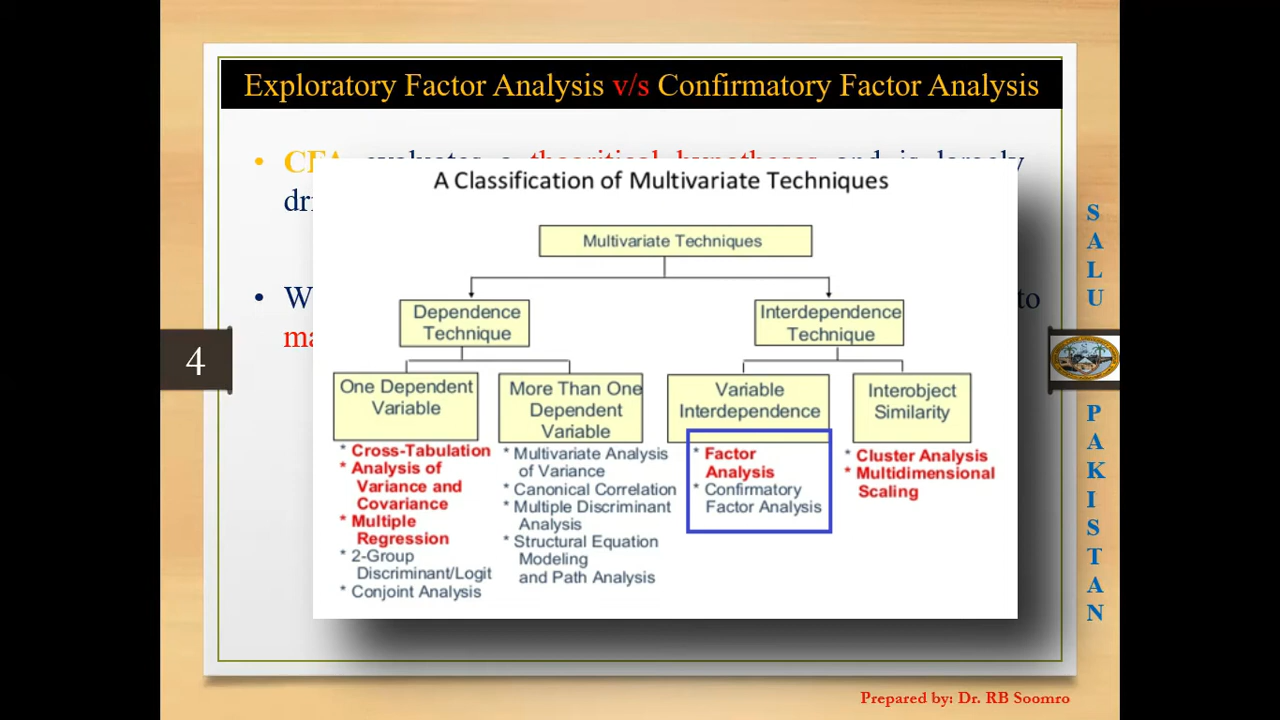 Exploratory Factor Analysis v/s Confirmatory Factor Analysis
A Classification of Multivariate Techniques
Multivariate Techniques
Dependence
Technique
Interdependence
Technique
One Dependent
Variable
More Than One
Dependent
Variable
Variable
Interdependence
Interobject
Similarity
* Cross-Tabulation
* Analysis of
Variance and
Covariance
* Multiple
Regression
* 2-Group
Discriminant/Logit
* Conjoint Analysis
* Multivariate Analysis
of Variance
* Canonical Correlation
* Multiple Discriminant
Analysis
* Structural Equation
Modeling
and Path Analysis
* Factor
Analysis
* Confirmatory
Factor Analysis
* Cluster Analysis
* Multidimensional
Scaling
to
4
SALU
PAKISTAN
Prepared by: Dr. RB Soomro